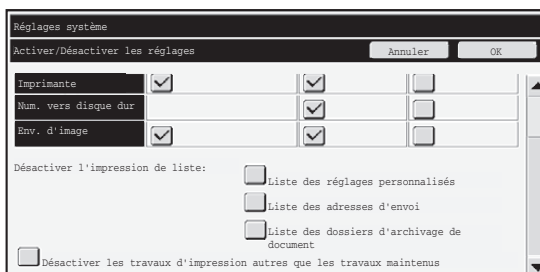 Réglages système
Activer/Désactiver les réglages
Annuler
OK
Imprimante
Num. vers disque dur
Env. d'image
Désactiver l'impression de liste:
Liste des réglages personnalisés
Liste des adresses d'envoi
Liste des dossiers d'archivage de
document
Désactiver les travaux d'impression autres que les travaux maintenus